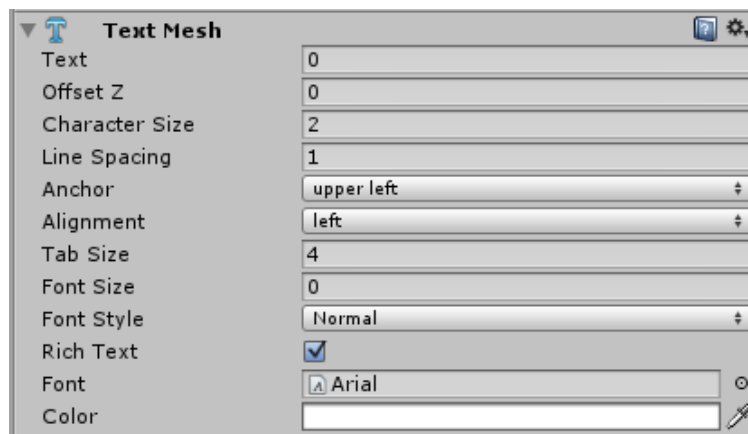 Text Mesh
Text 0
Offset Z 0
Character Size 2
Line Spacing 1
Anchor upper left
Alignment left
Tab Size 4
Font Size 0
Font Style Normal
Rich Text
Font Arial
Color